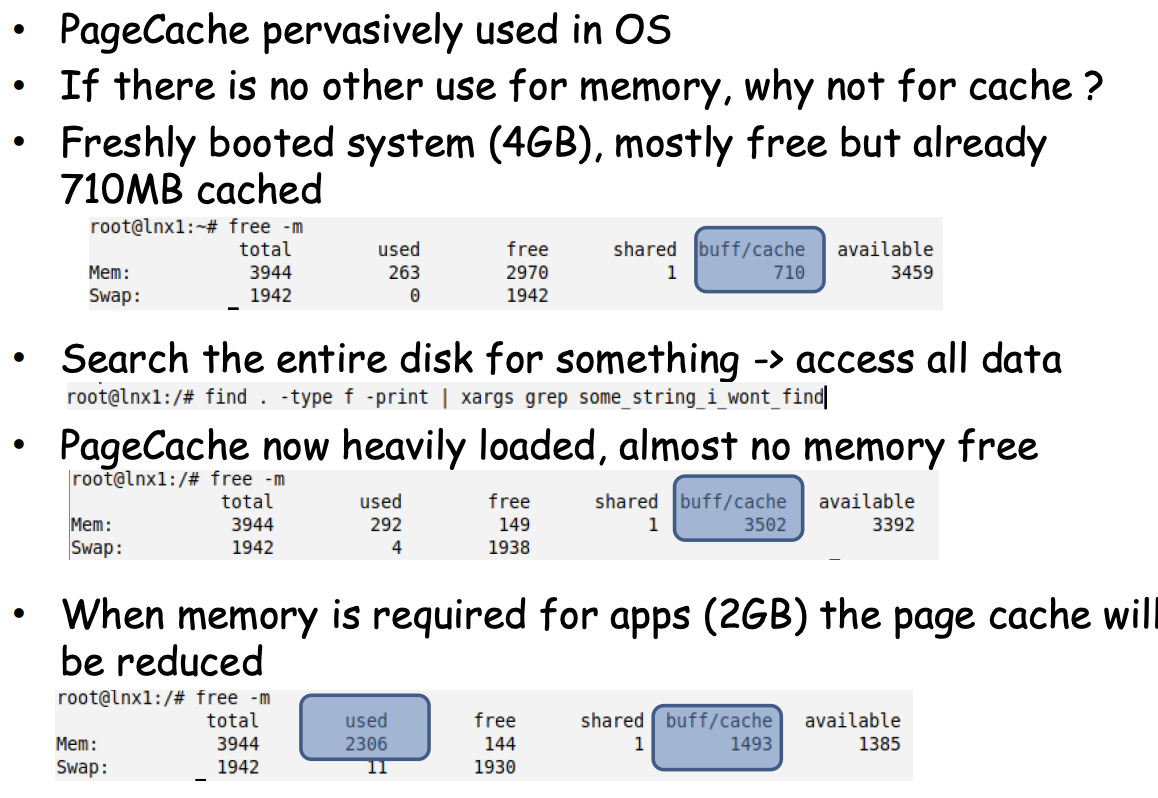 • PageCache pervasively used in OS
• If there is no other use for memory, why not for cache ?
• Freshly booted system (4GB), mostly free but already
710MB cached
root@lnx1:~# free -m
total used free shared buff/cache available
Mem: 3944 263 2970 1 710 3459
Swap: 1942 0 1942
• Search the entire disk for something -> access all data
root@lnx1:/# find . -type f -print | xargs grep some_string_i_wont_find
• PageCache now heavily loaded, almost no memory free
root@lnx1:/# free -m
total used free shared buff/cache available
Mem: 3944 292 149 1 3502 3392
Swap: 1942 4 1938
• When memory is required for apps (2GB) the page cache will
be reduced
root@lnx1:/# free -m
total used free shared buff/cache available
Mem: 3944 2306 144 1 1493 1385
Swap: 1942 11 1930